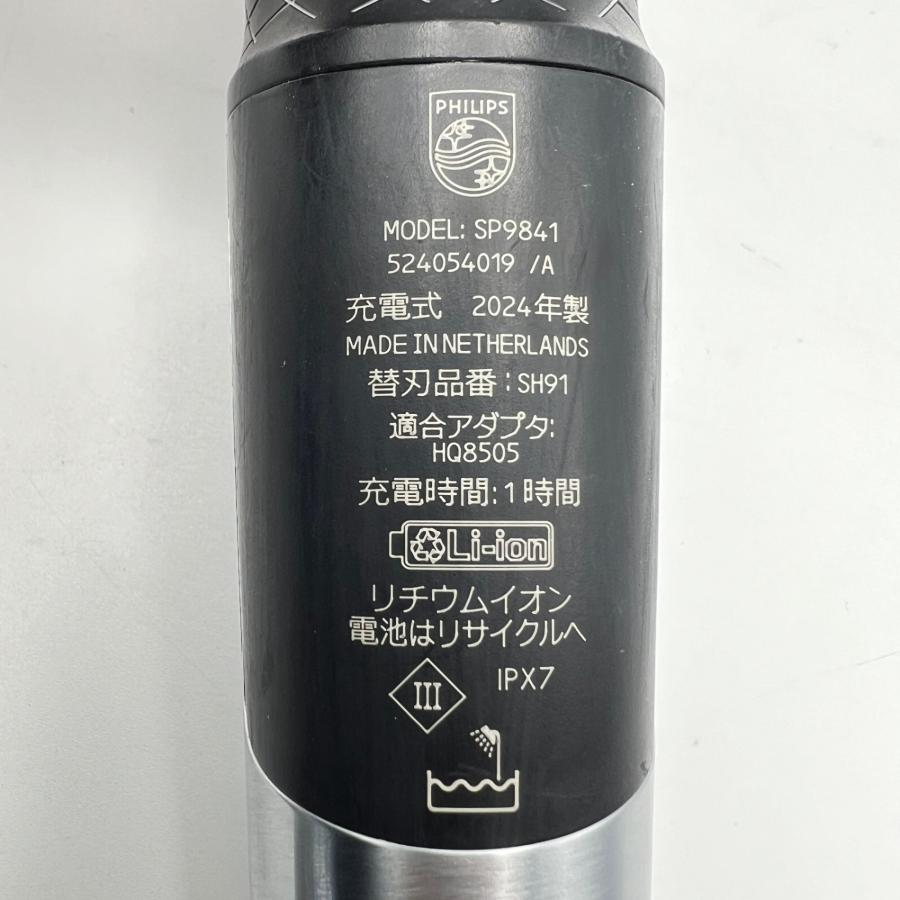 PHILIPS
MODEL: SP9841
524054019 /A
充電式 2024年製
MADE IN NETHERLANDS
替刃品番:SH91
適合アダプタ:
HQ8505
充電時間:1時間
Li-ion
リチウムイオン
電池はリサイクルへ
III IPX7